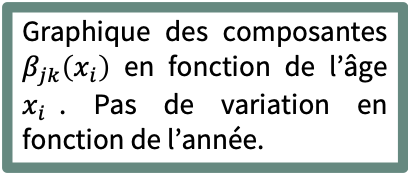 Graphique des composantes
𝛽𝑗𝑘(𝑥𝑖) en fonction de l’âge
𝑥𝑖 . Pas de variation en
fonction de l’année.